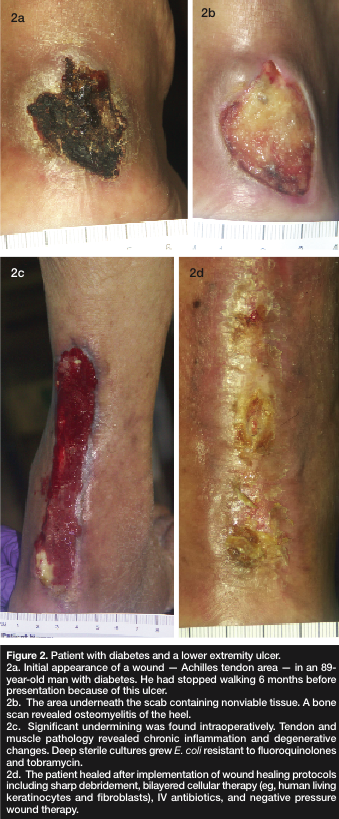 2a
2b
2c
2d
Figure 2. Patient with diabetes and a lower extremity ulcer.
2a. Initial appearance of a wound — Achilles tendon area — in an 89-
year-old man with diabetes. He had stopped walking 6 months before
presentation because of this ulcer.
2b. The area underneath the scab containing nonviable tissue. A bone
scan revealed osteomyelitis of the heel.
2c. Significant undermining was found intraoperatively. Tendon and
muscle pathology revealed chronic inflammation and degenerative
changes. Deep sterile cultures grew E. coli resistant to fluoroquinolones
and tobramycin.
2d. The patient healed after implementation of wound healing protocols
including sharp debridement, bilayered cellular therapy (eg, human living
keratinocytes and fibroblasts), IV antibiotics, and negative pressure
wound therapy.